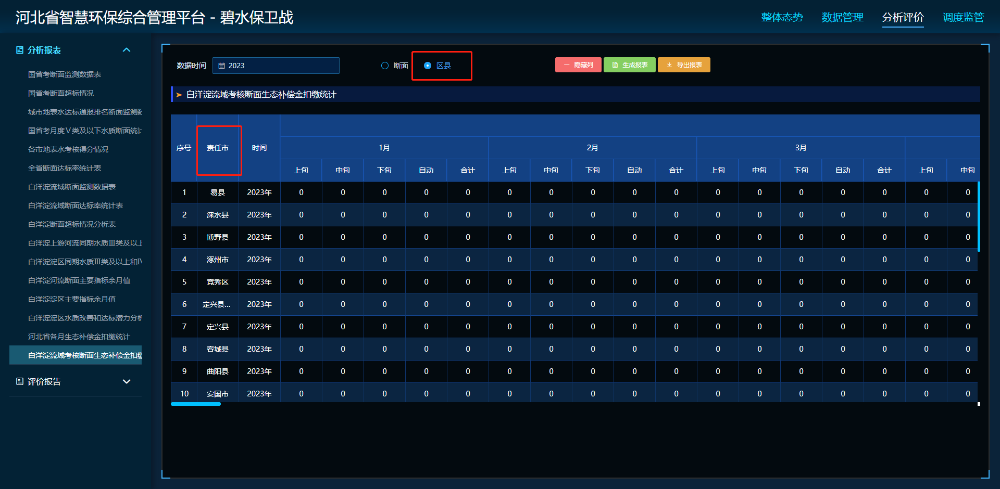 河北省智慧环保综合管理平台 - 碧水保卫战
整体态势 数据管理 分析评价 调度监管
分析报表
国省考断面监测数据表
国省考断面超标情况
城市地表水达标通报排名断面监测数
国省考月度Ⅴ类及以下水质断面统计
各市地表水考核得分情况
全省断面达标率统计表
白洋淀流域断面监测数据表
白洋淀流域断面达标率统计表
白洋淀断面超标情况分析表
白洋淀上游河流同期水质Ⅲ类及以上
白洋淀淀区同期水质Ⅲ类及以上和Ⅳ
白洋淀河流断面主要指标余月值
白洋淀淀区主要指标余月值
白洋淀淀区水质改善和达标潜力分析
河北省各月生态补偿金扣缴统计
白洋淀流域考核断面生态补偿金扣缴
评价报告
数据时间 2023 断面 区县 隐藏列 生成报表 导出报表
白洋淀流域考核断面生态补偿金扣缴统计
序号 责任市 时间 1月 2月 3月
上旬 中旬 下旬 自动 合计 上旬 中旬 下旬 自动 合计 上旬 中旬 下旬 自动 合计 上旬 中旬
1 易县 2023年 0 0 0 0 0 0 0 0 0 0 0 0 0 0 0 0 0
2 涞水县 2023年 0 0 0 0 0 0 0 0 0 0 0 0 0 0 0 0 0
3 博野县 2023年 0 0 0 0 0 0 0 0 0 0 0 0 0 0 0 0 0
4 涿州市 2023年 0 0 0 0 0 0 0 0 0 0 0 0 0 0 0 0 0
5 竞秀区 2023年 0 0 0 0 0 0 0 0 0 0 0 0 0 0 0 0 0
6 定兴县... 2023年 0 0 0 0 0 0 0 0 0 0 0 0 0 0 0 0 0
7 定兴县 2023年 0 0 0 0 0 0 0 0 0 0 0 0 0 0 0 0 0
8 容城县 2023年 0 0 0 0 0 0 0 0 0 0 0 0 0 0 0 0 0
9 曲阳县 2023年 0 0 0 0 0 0 0 0 0 0 0 0 0 0 0 0 0
10 安国市 2023年 0 0 0 0 0 0 0 0 0 0 0 0 0 0 0 0 0